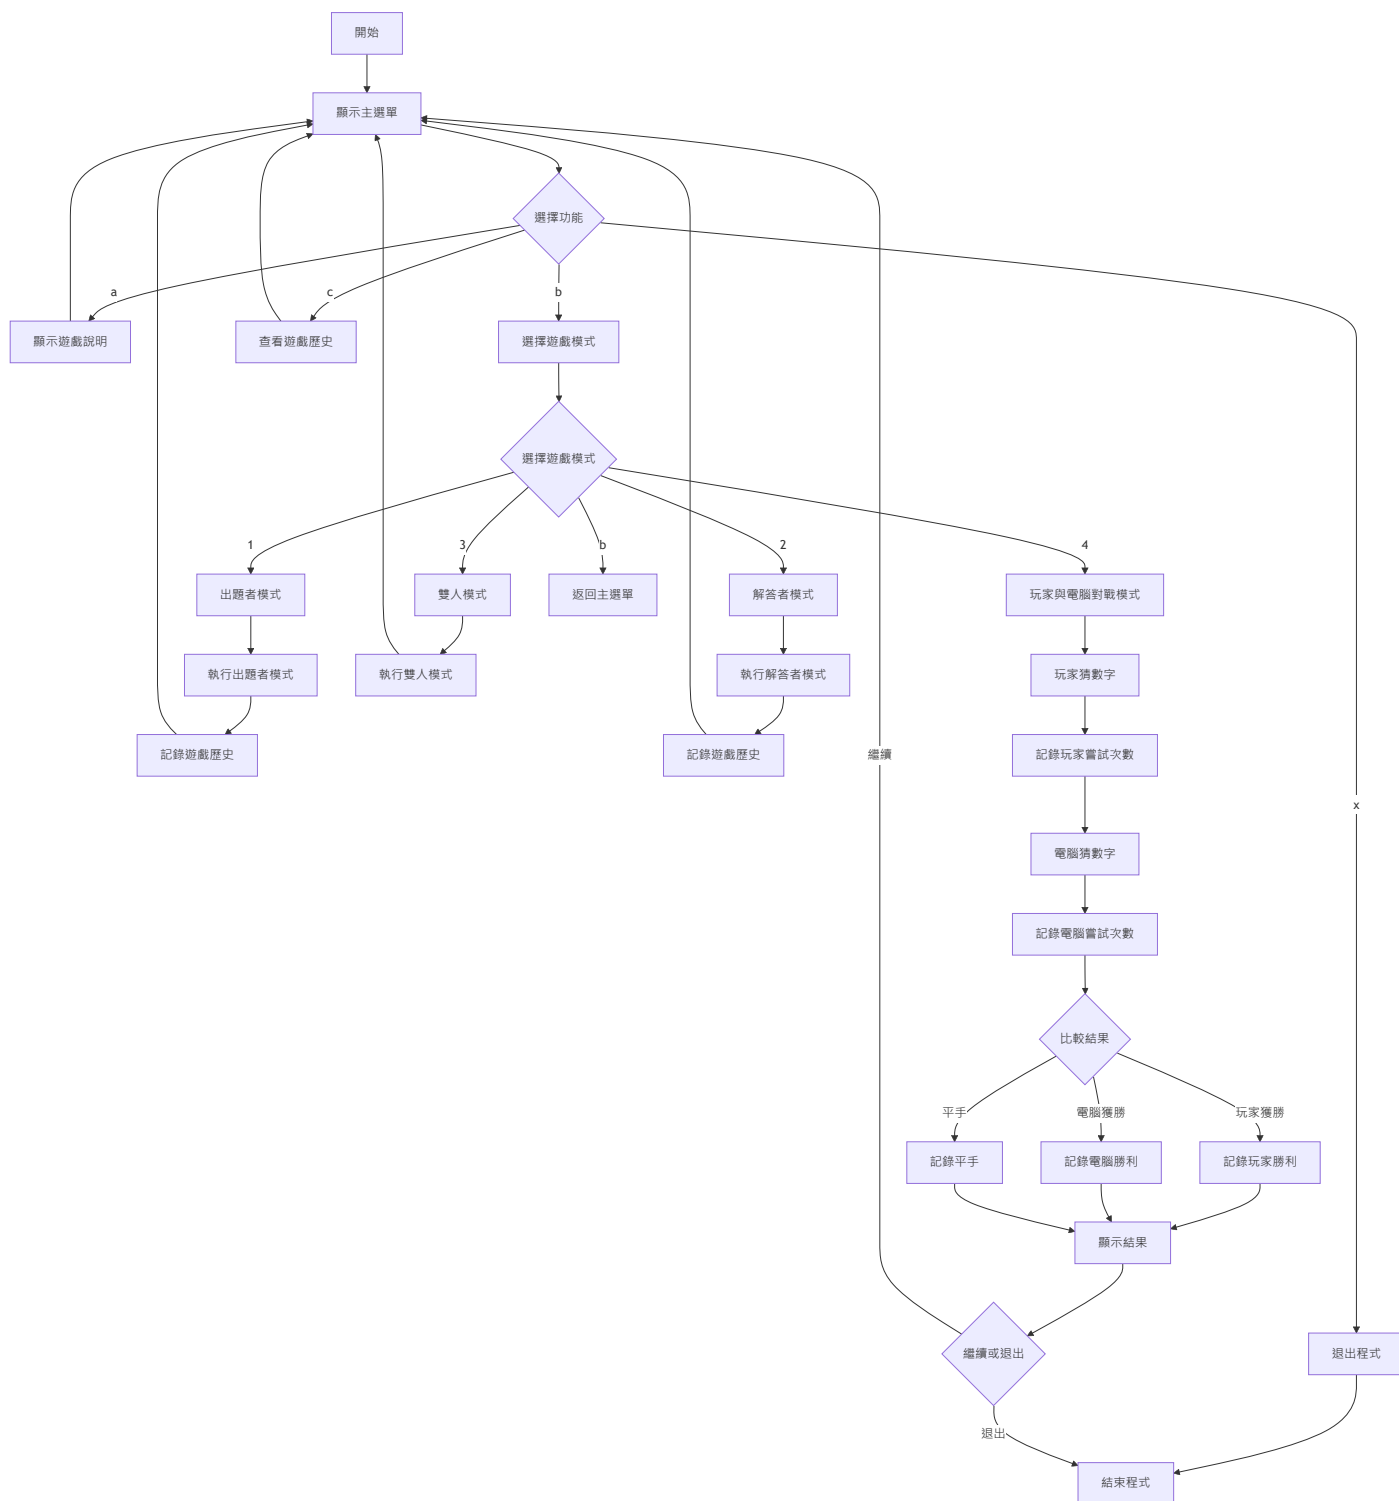 開始
顯示主選單
選擇功能
a
c
b
顯示遊戲說明
查看遊戲歷史
選擇遊戲模式
選擇遊戲模式
1
3
b
2
4
出題者模式
雙人模式
返回主選單
解答者模式
玩家與電腦對戰模式
執行出題者模式
執行雙人模式
執行解答者模式
玩家猜數字
記錄遊戲歷史
記錄遊戲歷史
繼續
記錄玩家嘗試次數
x
電腦猜數字
記錄電腦嘗試次數
比較結果
平手
電腦獲勝
玩家獲勝
記錄平手
記錄電腦勝利
記錄玩家勝利
顯示結果
繼續或退出
退出程式
退出
結束程式